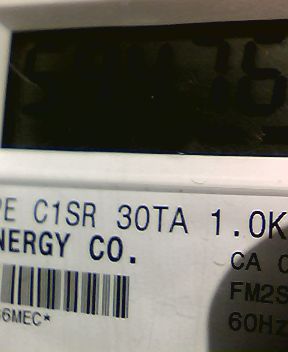 PE C1SR 30TA 1.0K
NERGY CO.
CA
FM2S
6MEC*
60Hz